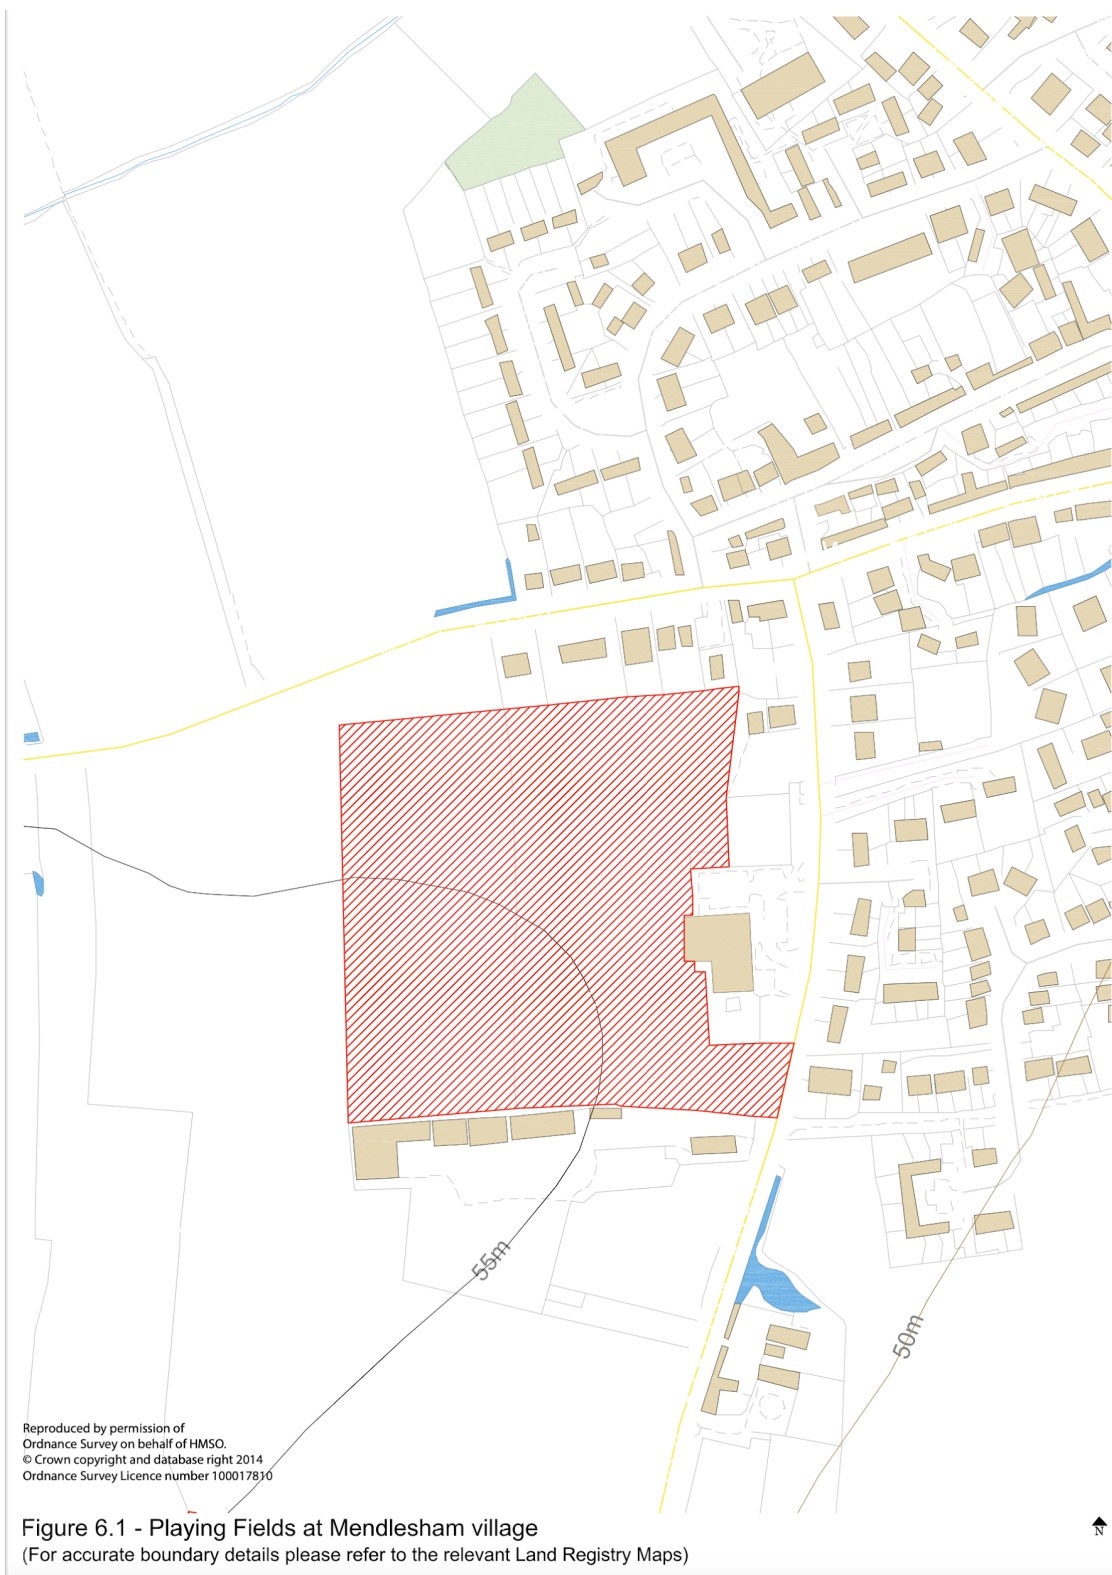 55m
50m
Reproduced by permission of
Ordnance Survey on behalf of HMSO.
© Crown copyright and database right 2014
Ordnance Survey Licence number 100017810
Figure 6.1 - Playing Fields at Mendlesham village
(For accurate boundary details please refer to the relevant Land Registry Maps)
N